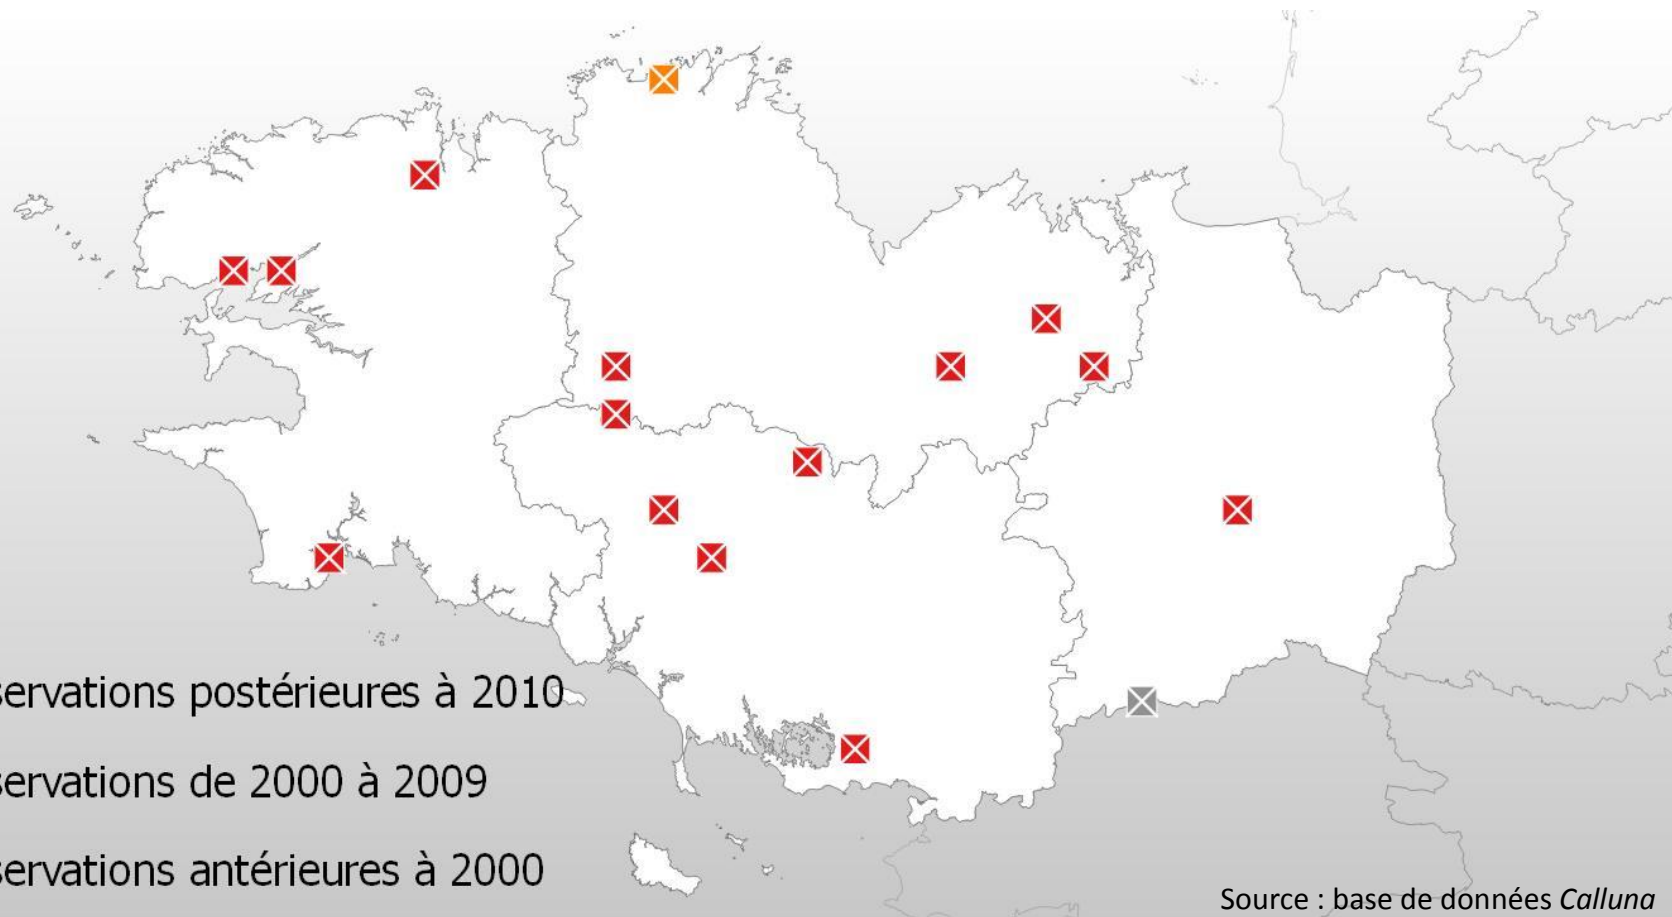 servations postérieures à 2010
servations de 2000 à 2009
servations antérieures à 2000
Source : base de données Calluna